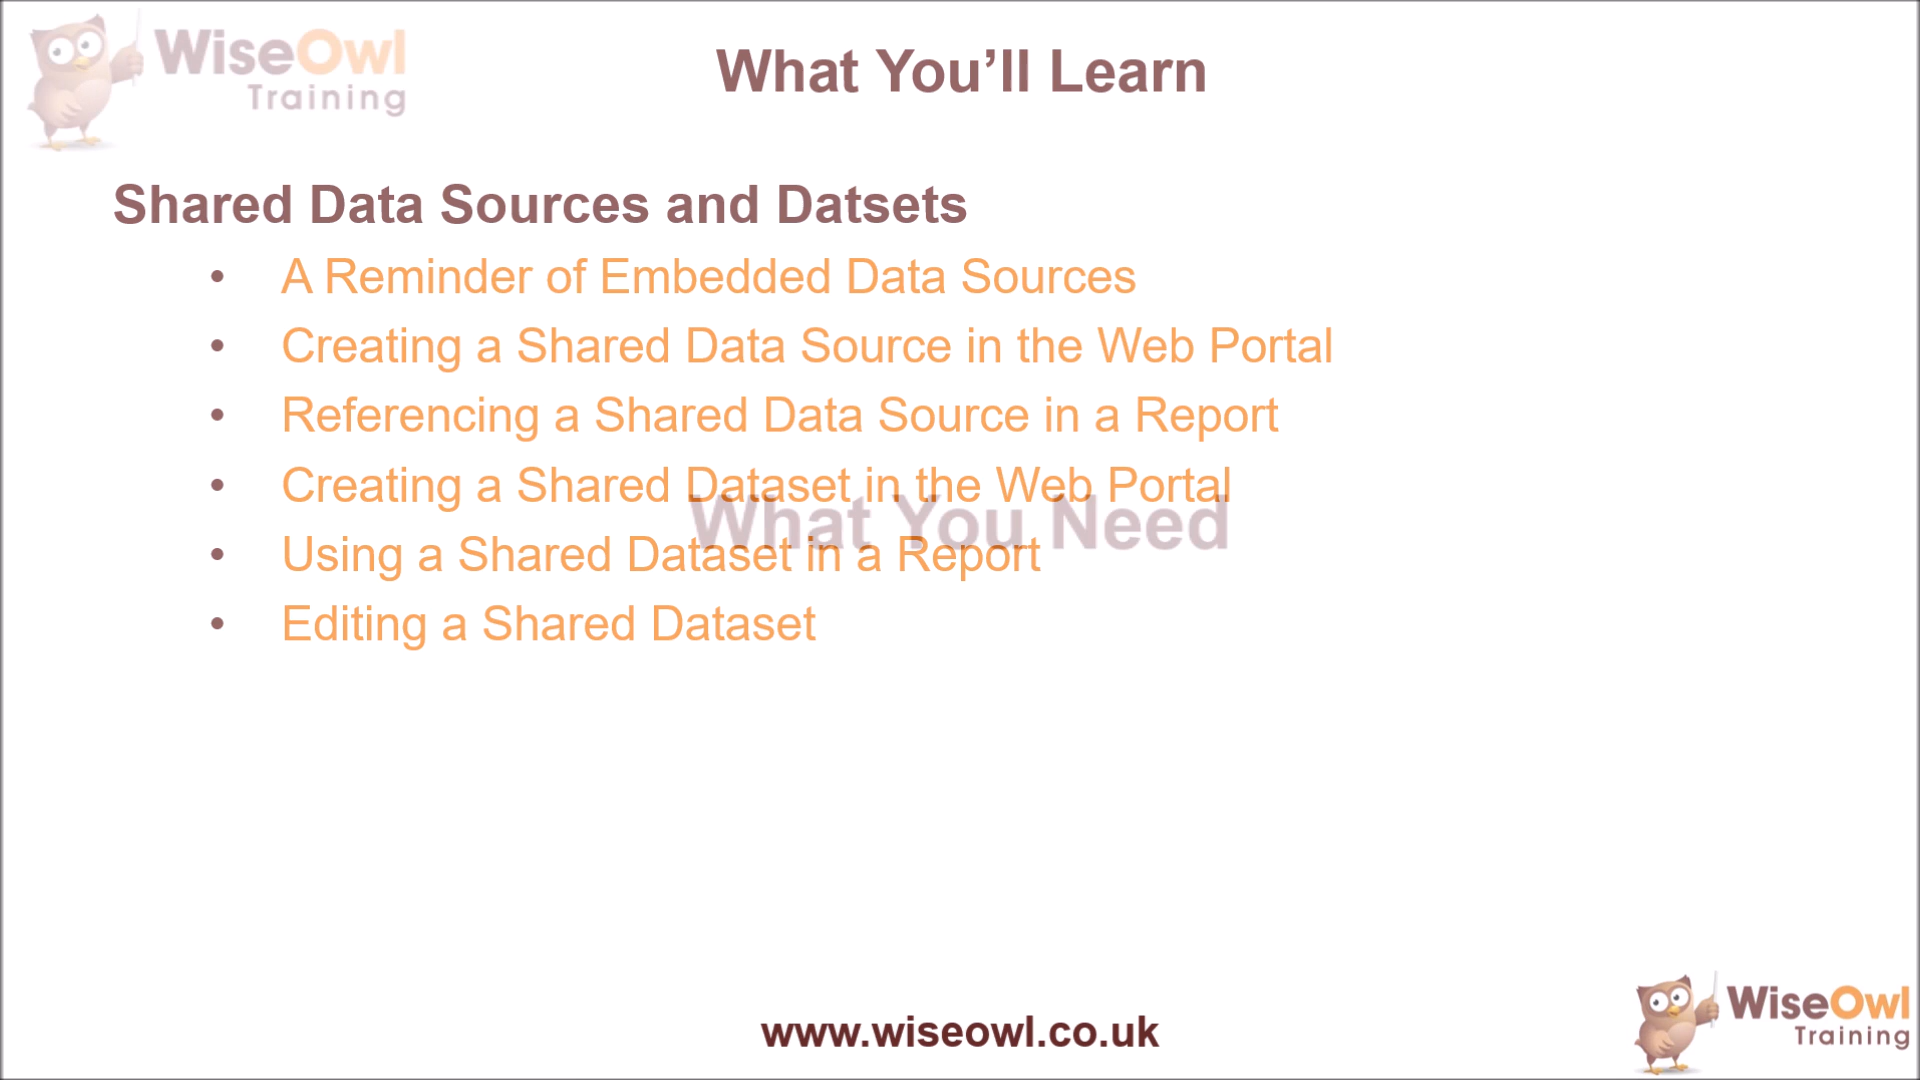 WiseOwl
Training
What You’ll Learn
Shared Data Sources and Datsets
• A Reminder of Embedded Data Sources
• Creating a Shared Data Source in the Web Portal
• Referencing a Shared Data Source in a Report
• Creating a Shared Dataset in the Web Portal
What You Need
• Using a Shared Dataset in a Report
• Editing a Shared Dataset
www.wiseowl.co.uk
WiseOwl
Training